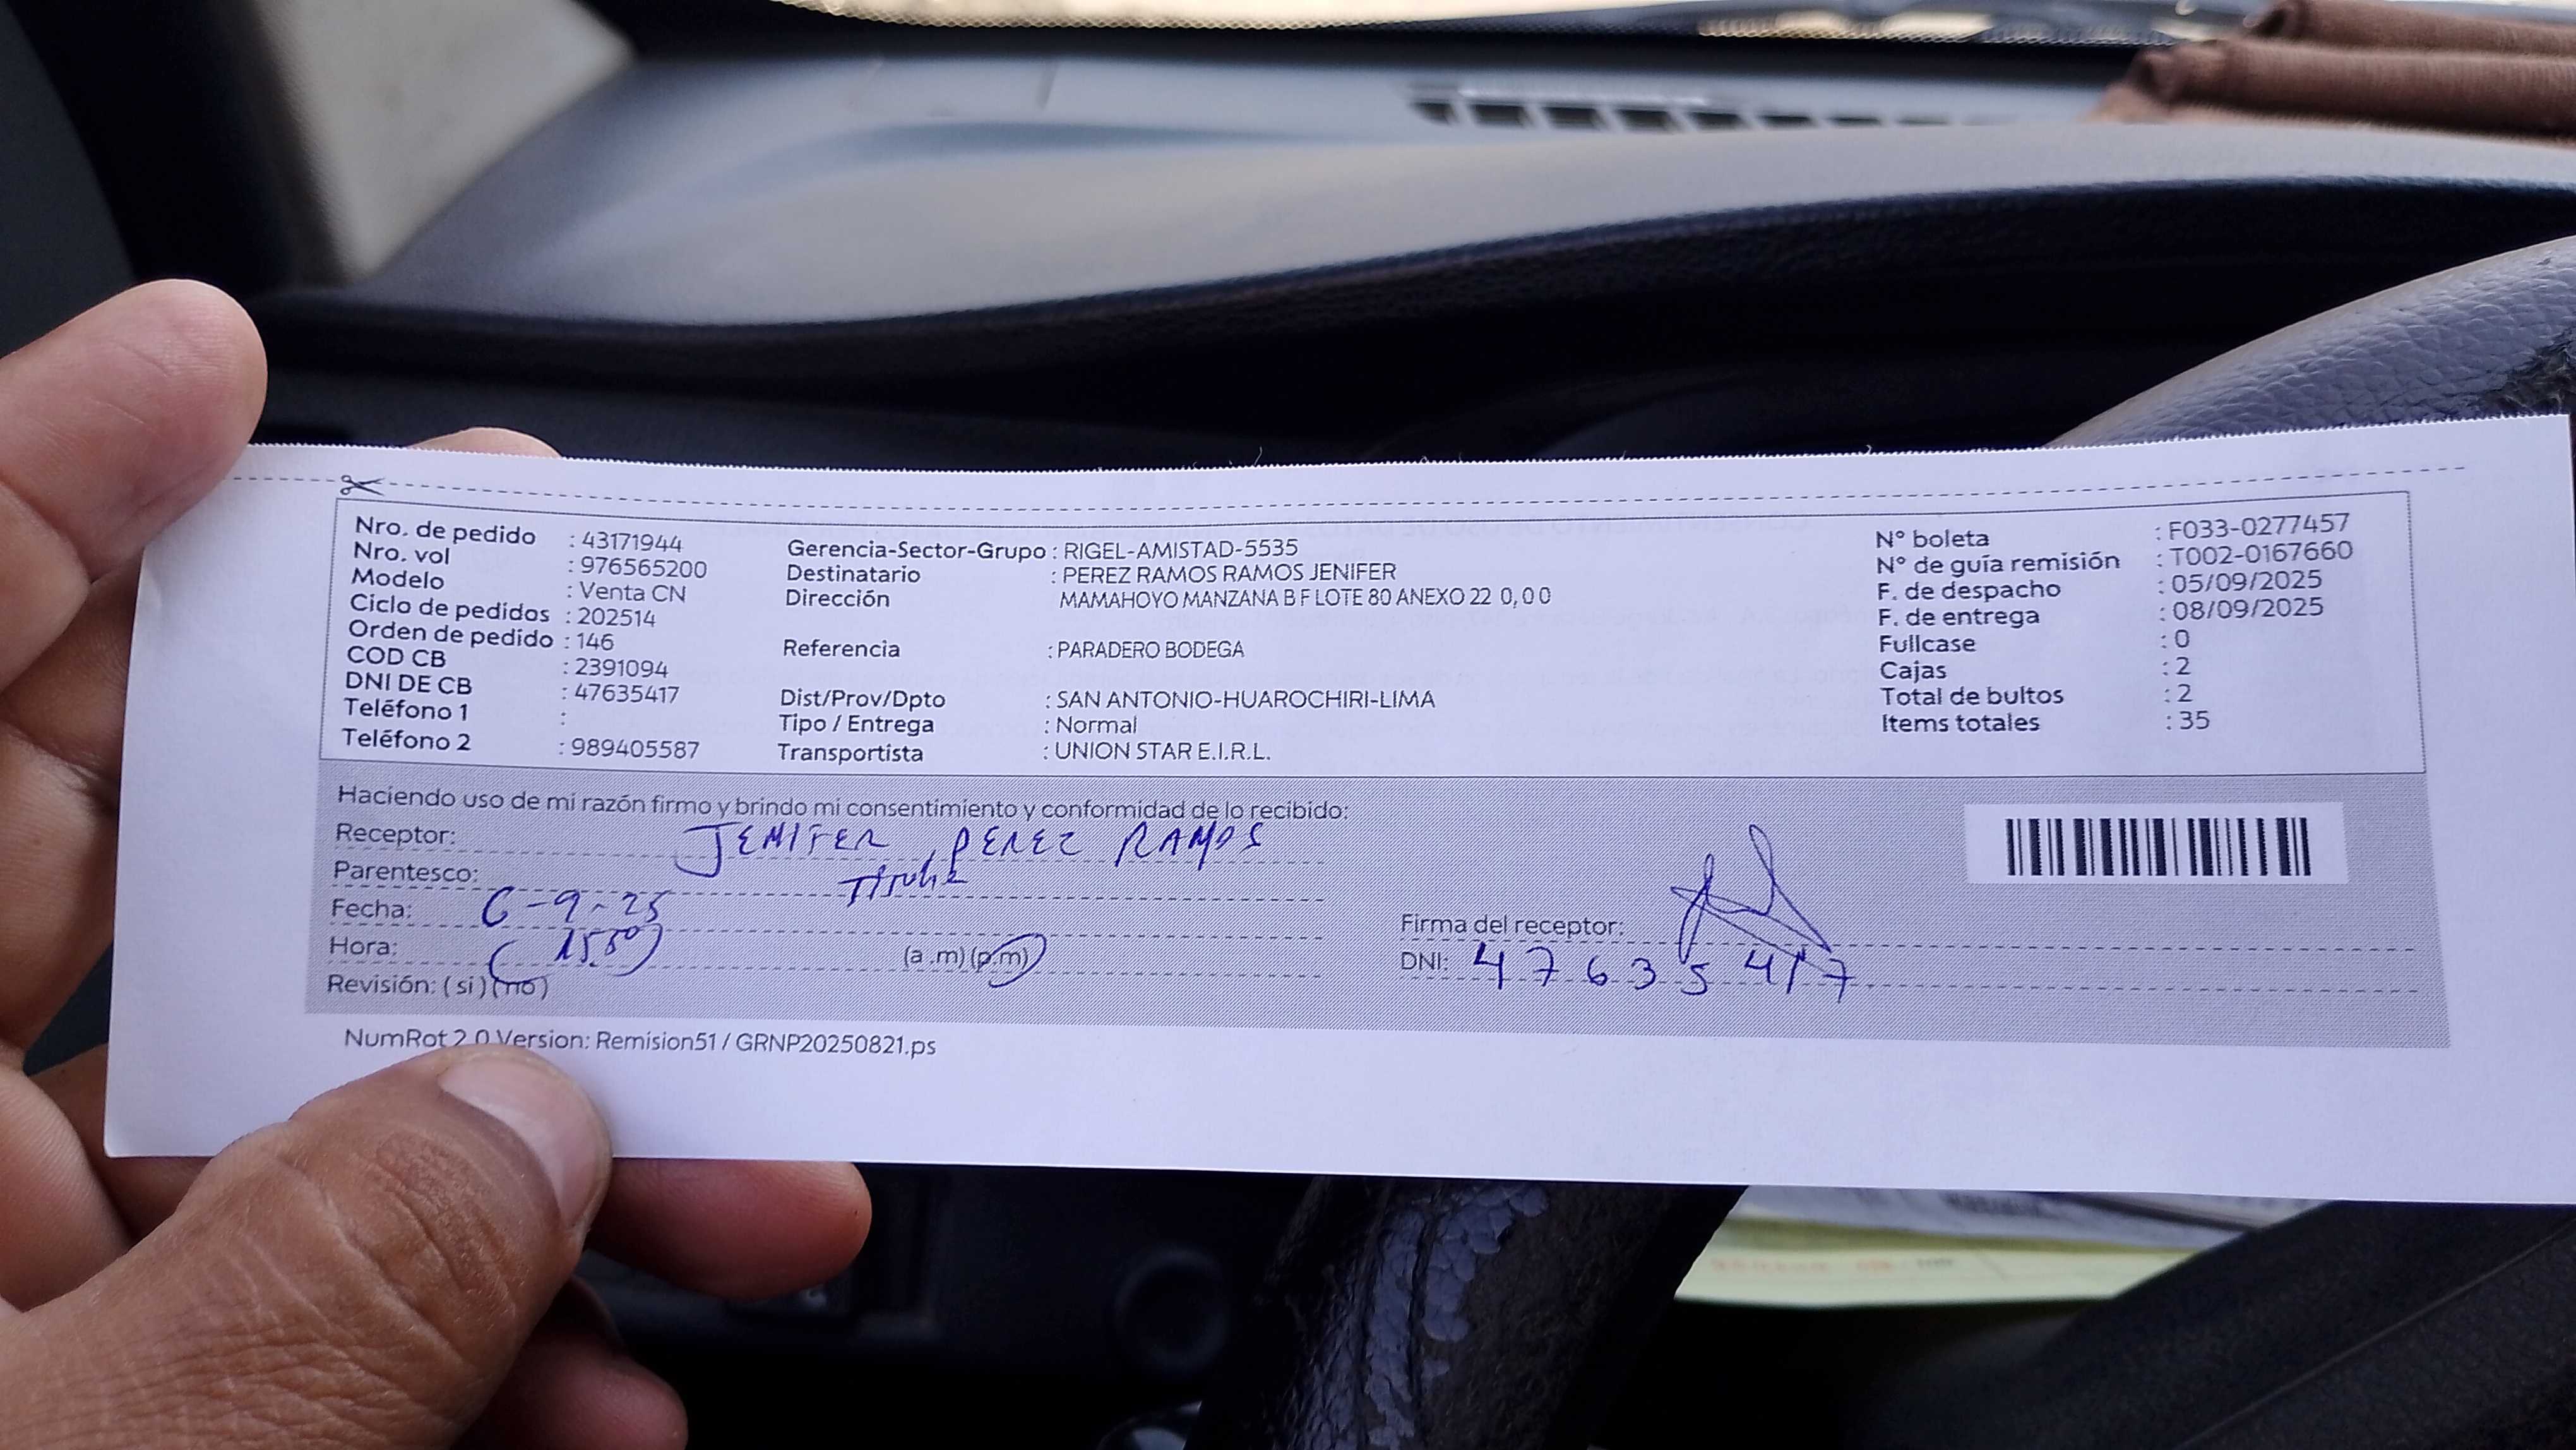 Nro. de pedido : 43171944
Nro. vol : 976565200
Modelo : Venta CN
Ciclo de pedidos : 202514
Orden de pedido : 146
COD CB : 2391094
DNI DE CB : 47635417
Teléfono 1 :
Teléfono 2 : 989405587
Gerencia-Sector-Grupo : RIGEL-AMISTAD-5535
Destinatario : PEREZ RAMOS RAMOS JENIFER
Dirección MAMAHOYO MANZANA B F LOTE 80 ANEXO 22 0,00
Referencia : PARADERO BODEGA
Dist/Prov/Dpto : SAN ANTONIO-HUAROCHIRI-LIMA
Tipo / Entrega : Normal
Transportista : UNION STAR E.I.R.L.
N° boleta : F033-0277457
N° de guía remisión : T002-0167660
F. de despacho : 05/09/2025
F. de entrega : 08/09/2025
Fullcase : 0
Cajas : 2
Total de bultos : 2
Items totales : 35
Haciendo uso de mi razón firmo y brindo mi consentimiento y conformidad de lo recibido:
Receptor: JENIFER PEREZ RAMOS
Parentesco: Titular
Fecha: 6-9-25
Hora: 15.50 (a .m) (p.m)
Revisión: ( si ) ( no )
Firma del receptor:
DNI: 47635417
NumRot 2.0 Version: Remision51 / GRNP20250821.ps